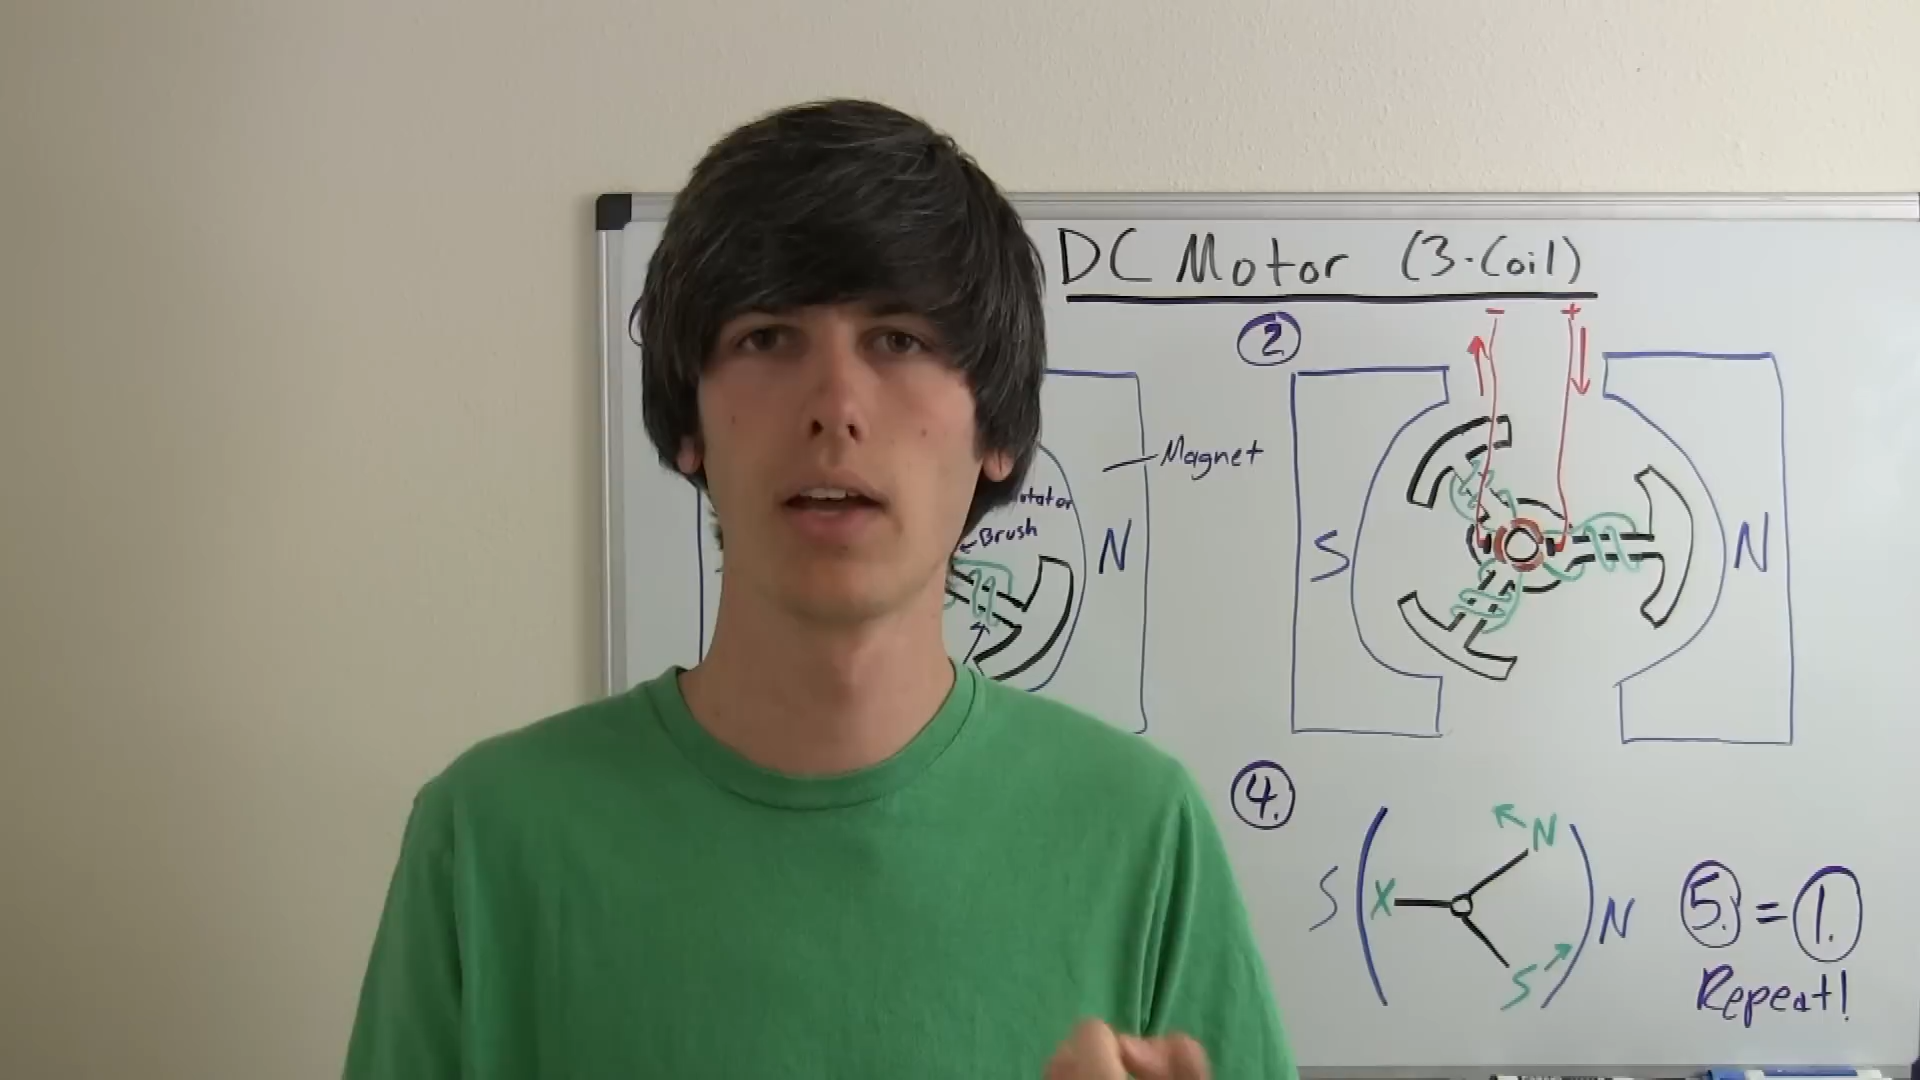 DC Motor (3-Coil)
2
- +
Magnet
Brush
N
S
N
4.
N
S
X
N
S
5. = 1.
Repeat!